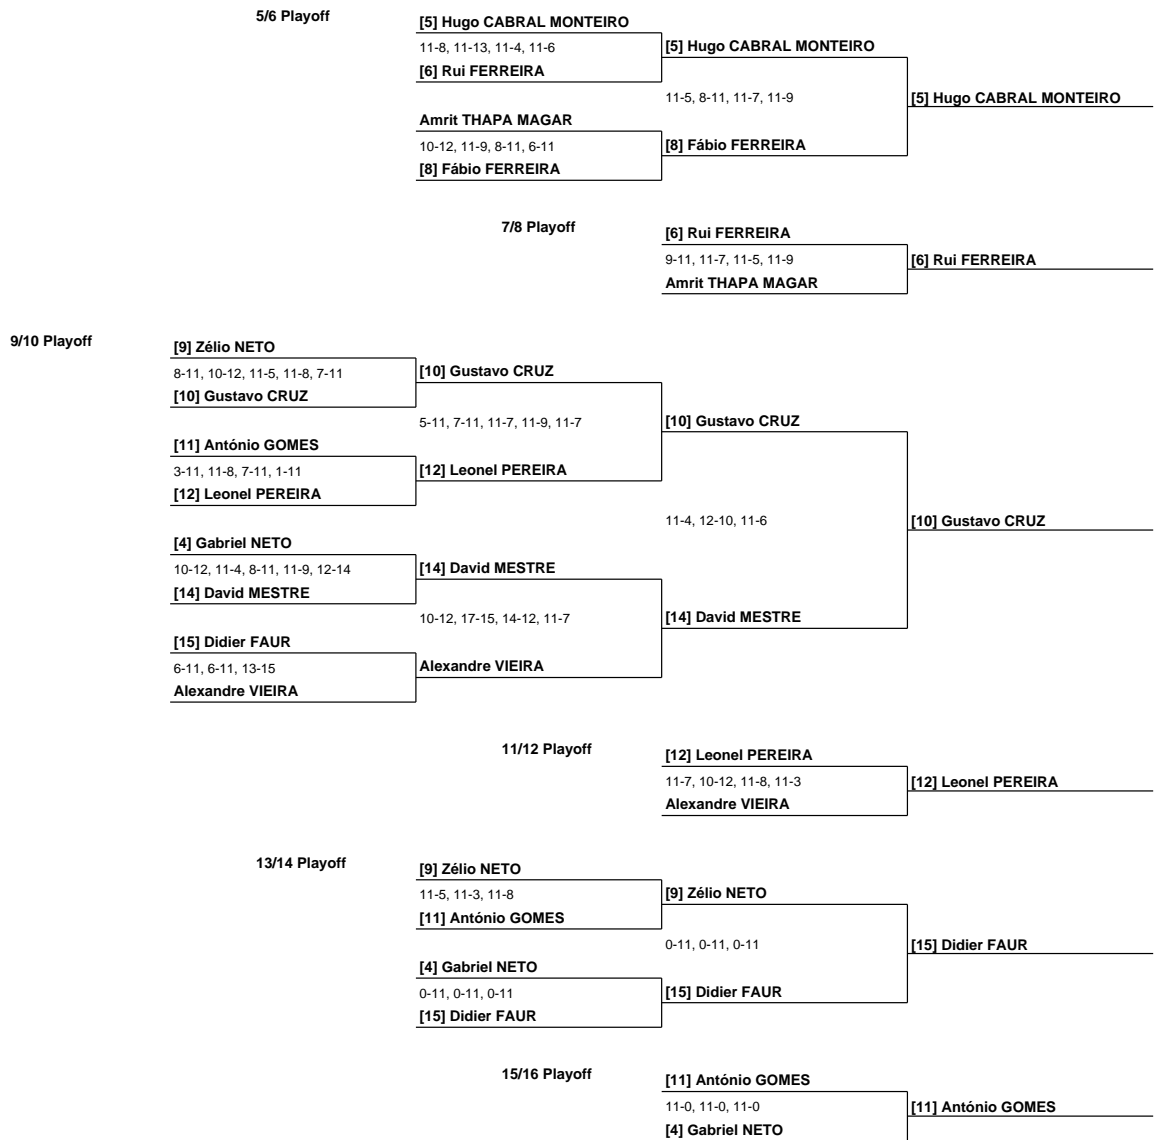 5/6 Playoff
[5] Hugo CABRAL MONTEIRO
11-8, 11-13, 11-4, 11-6
[5] Hugo CABRAL MONTEIRO
[6] Rui FERREIRA
11-5, 8-11, 11-7, 11-9
[5] Hugo CABRAL MONTEIRO
Amrit THAPA MAGAR
10-12, 11-9, 8-11, 6-11
[8] Fábio FERREIRA
[8] Fábio FERREIRA
7/8 Playoff
[6] Rui FERREIRA
9-11, 11-7, 11-5, 11-9
[6] Rui FERREIRA
Amrit THAPA MAGAR
9/10 Playoff
[9] Zélio NETO
8-11, 10-12, 11-5, 11-8, 7-11
[10] Gustavo CRUZ
[10] Gustavo CRUZ
5-11, 7-11, 11-7, 11-9, 11-7
[10] Gustavo CRUZ
[11] António GOMES
3-11, 11-8, 7-11, 1-11
[12] Leonel PEREIRA
[12] Leonel PEREIRA
11-4, 12-10, 11-6
[10] Gustavo CRUZ
[4] Gabriel NETO
10-12, 11-4, 8-11, 11-9, 12-14
[14] David MESTRE
[14] David MESTRE
10-12, 17-15, 14-12, 11-7
[14] David MESTRE
[15] Didier FAUR
6-11, 6-11, 13-15
Alexandre VIEIRA
Alexandre VIEIRA
11/12 Playoff
[12] Leonel PEREIRA
11-7, 10-12, 11-8, 11-3
[12] Leonel PEREIRA
Alexandre VIEIRA
13/14 Playoff
[9] Zélio NETO
11-5, 11-3, 11-8
[9] Zélio NETO
[11] António GOMES
0-11, 0-11, 0-11
[15] Didier FAUR
[4] Gabriel NETO
0-11, 0-11, 0-11
[15] Didier FAUR
[15] Didier FAUR
15/16 Playoff
[11] António GOMES
11-0, 11-0, 11-0
[11] António GOMES
[4] Gabriel NETO